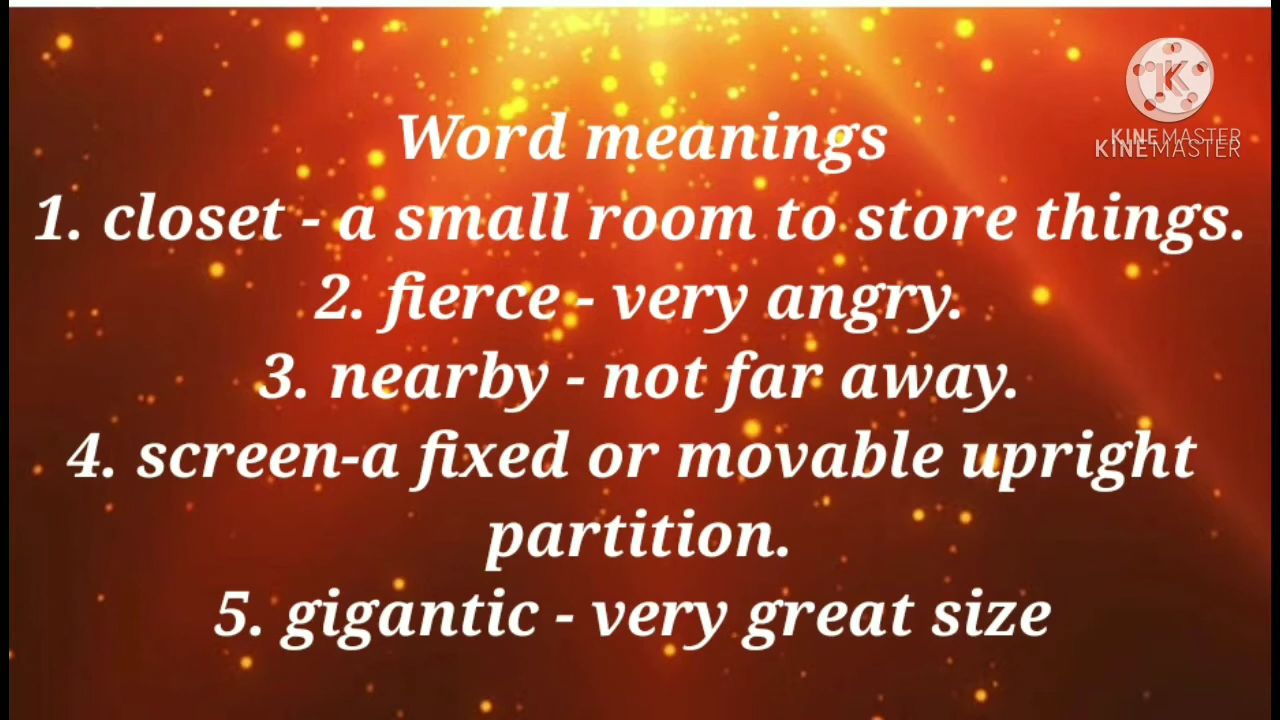 Word meanings
1. closet - a small room to store things.
2. fierce - very angry.
3. nearby - not far away.
4. screen-a fixed or movable upright
partition.
5. gigantic - very great size
K
KINEMASTER
KINEMASTER